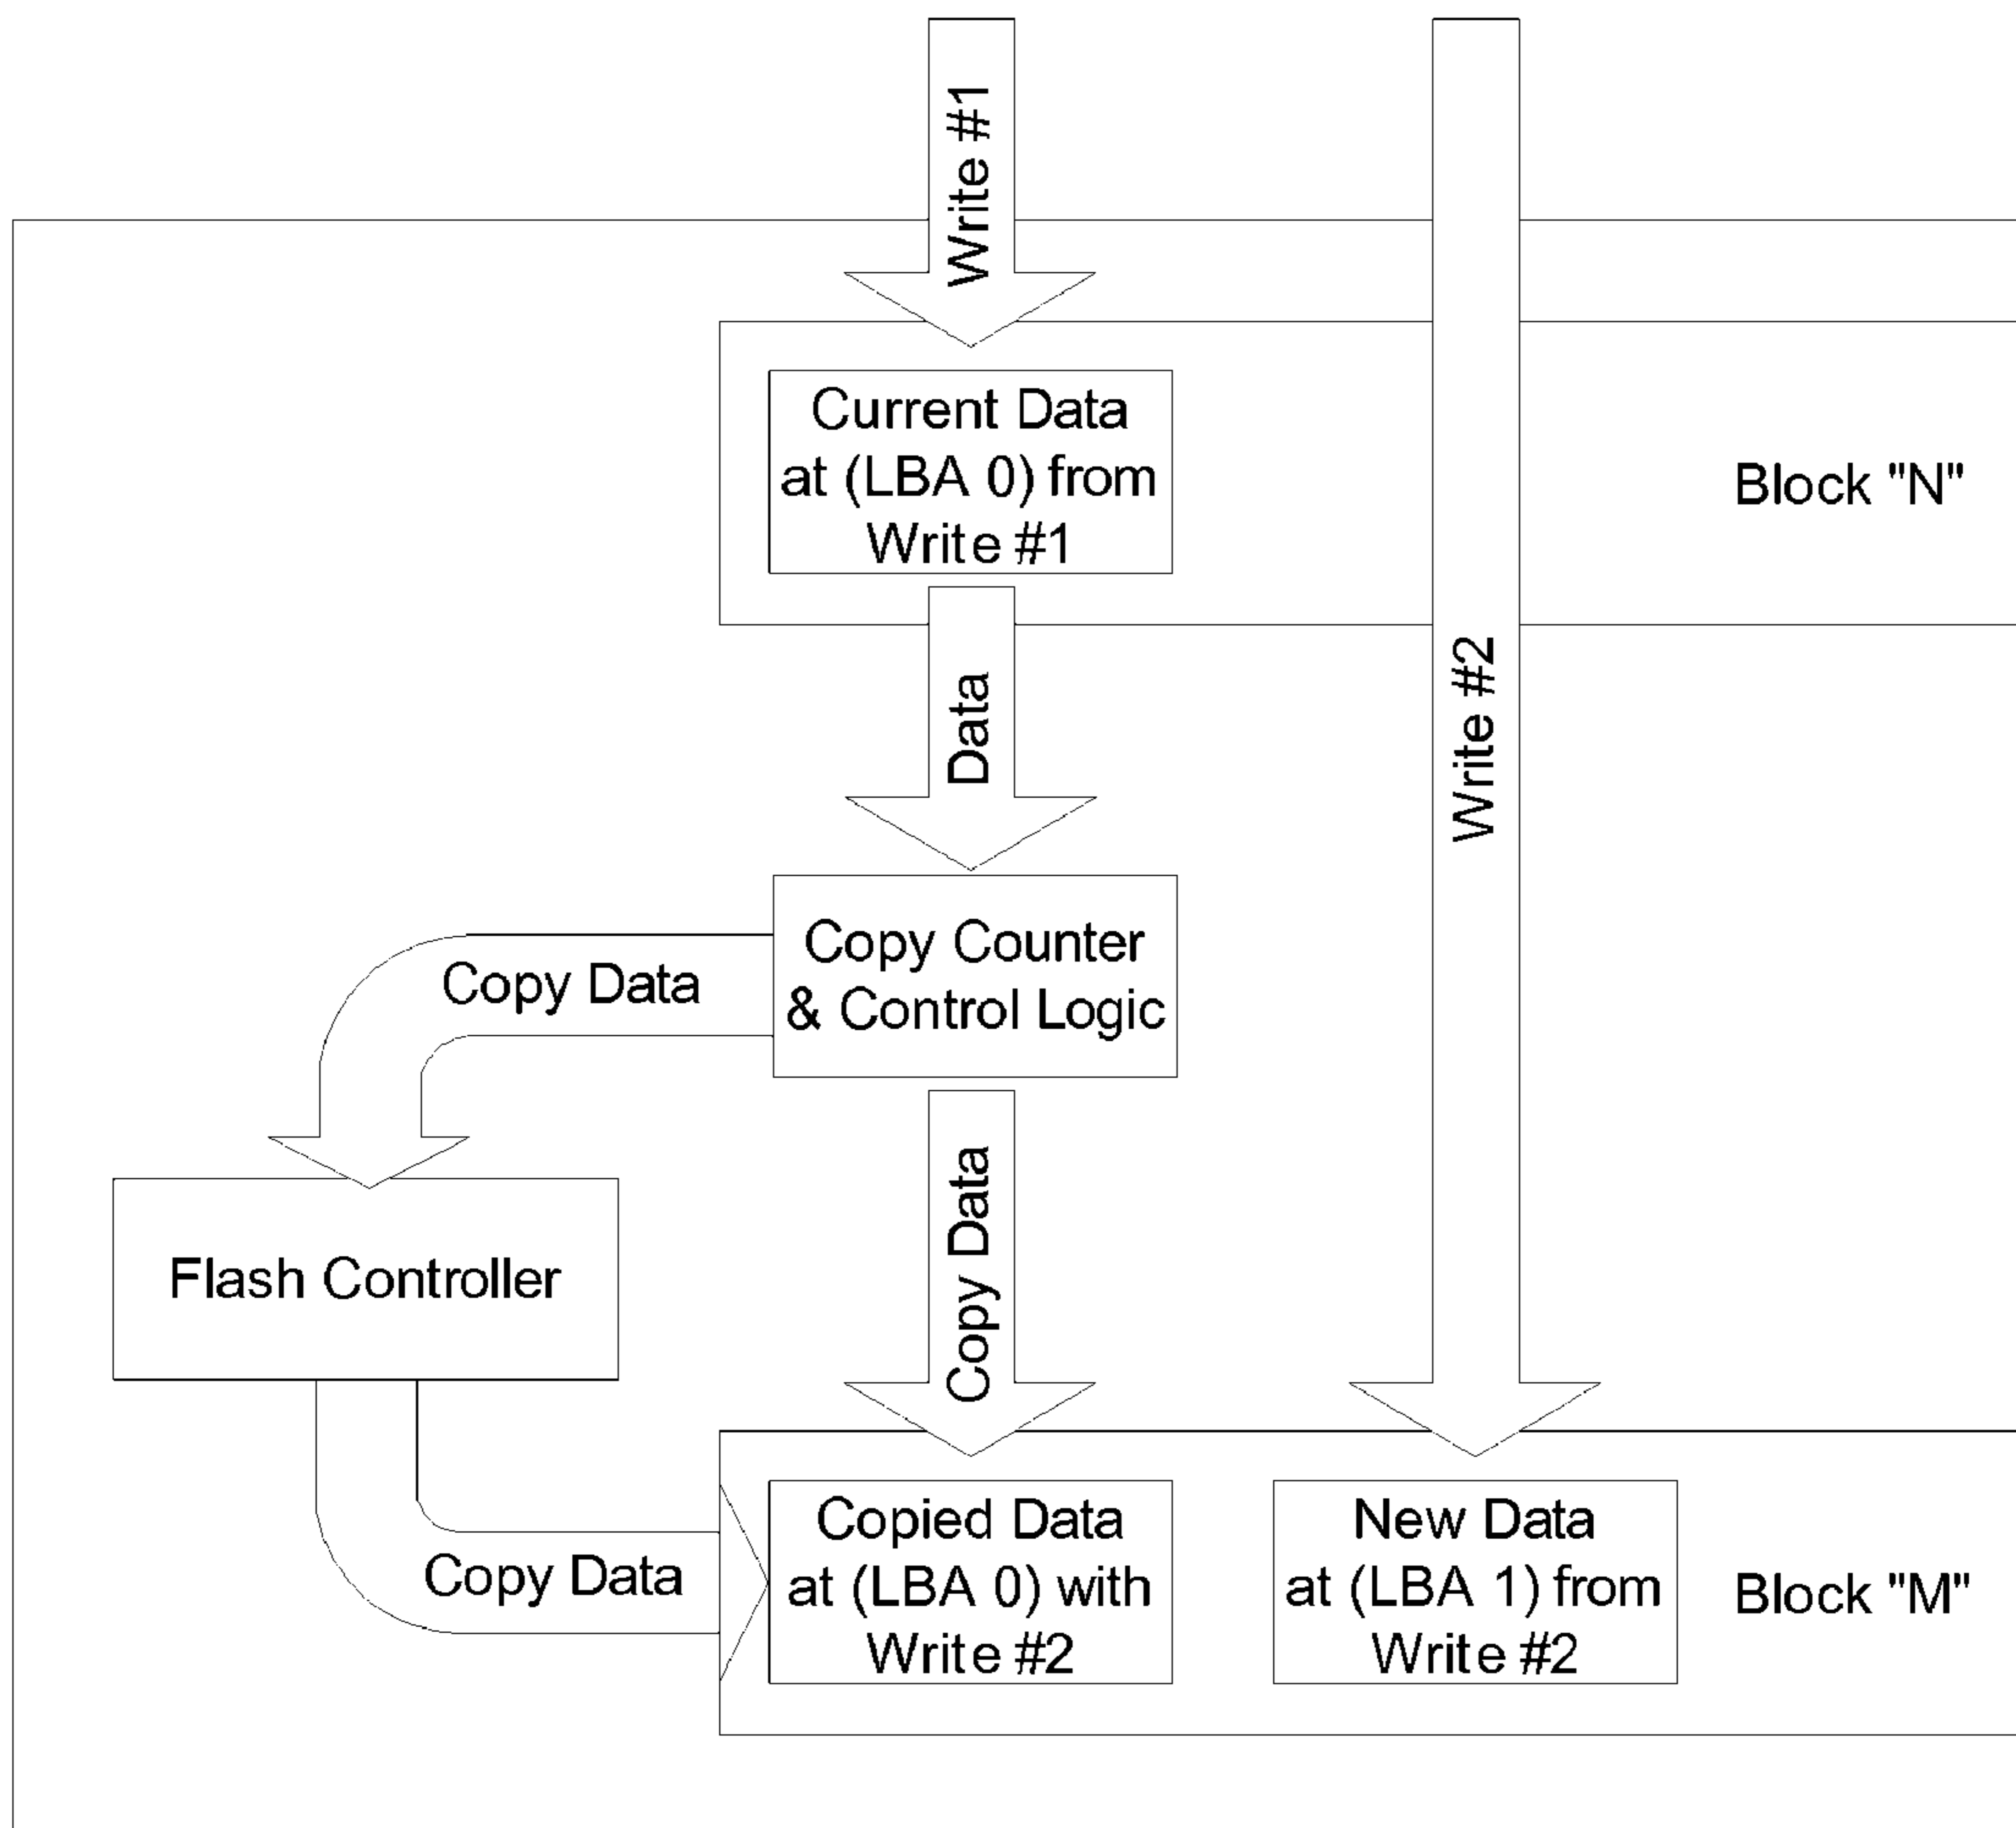 Write #1
Current Data
at (LBA 0) from
Write #1
Block "N"
Data
Write #2
Copy Counter
& Control Logic
Copy Data
Copy Data
Flash Controller
Copy Data
Copied Data
at (LBA 0) with
Write #2
New Data
at (LBA 1) from
Write #2
Block "M"